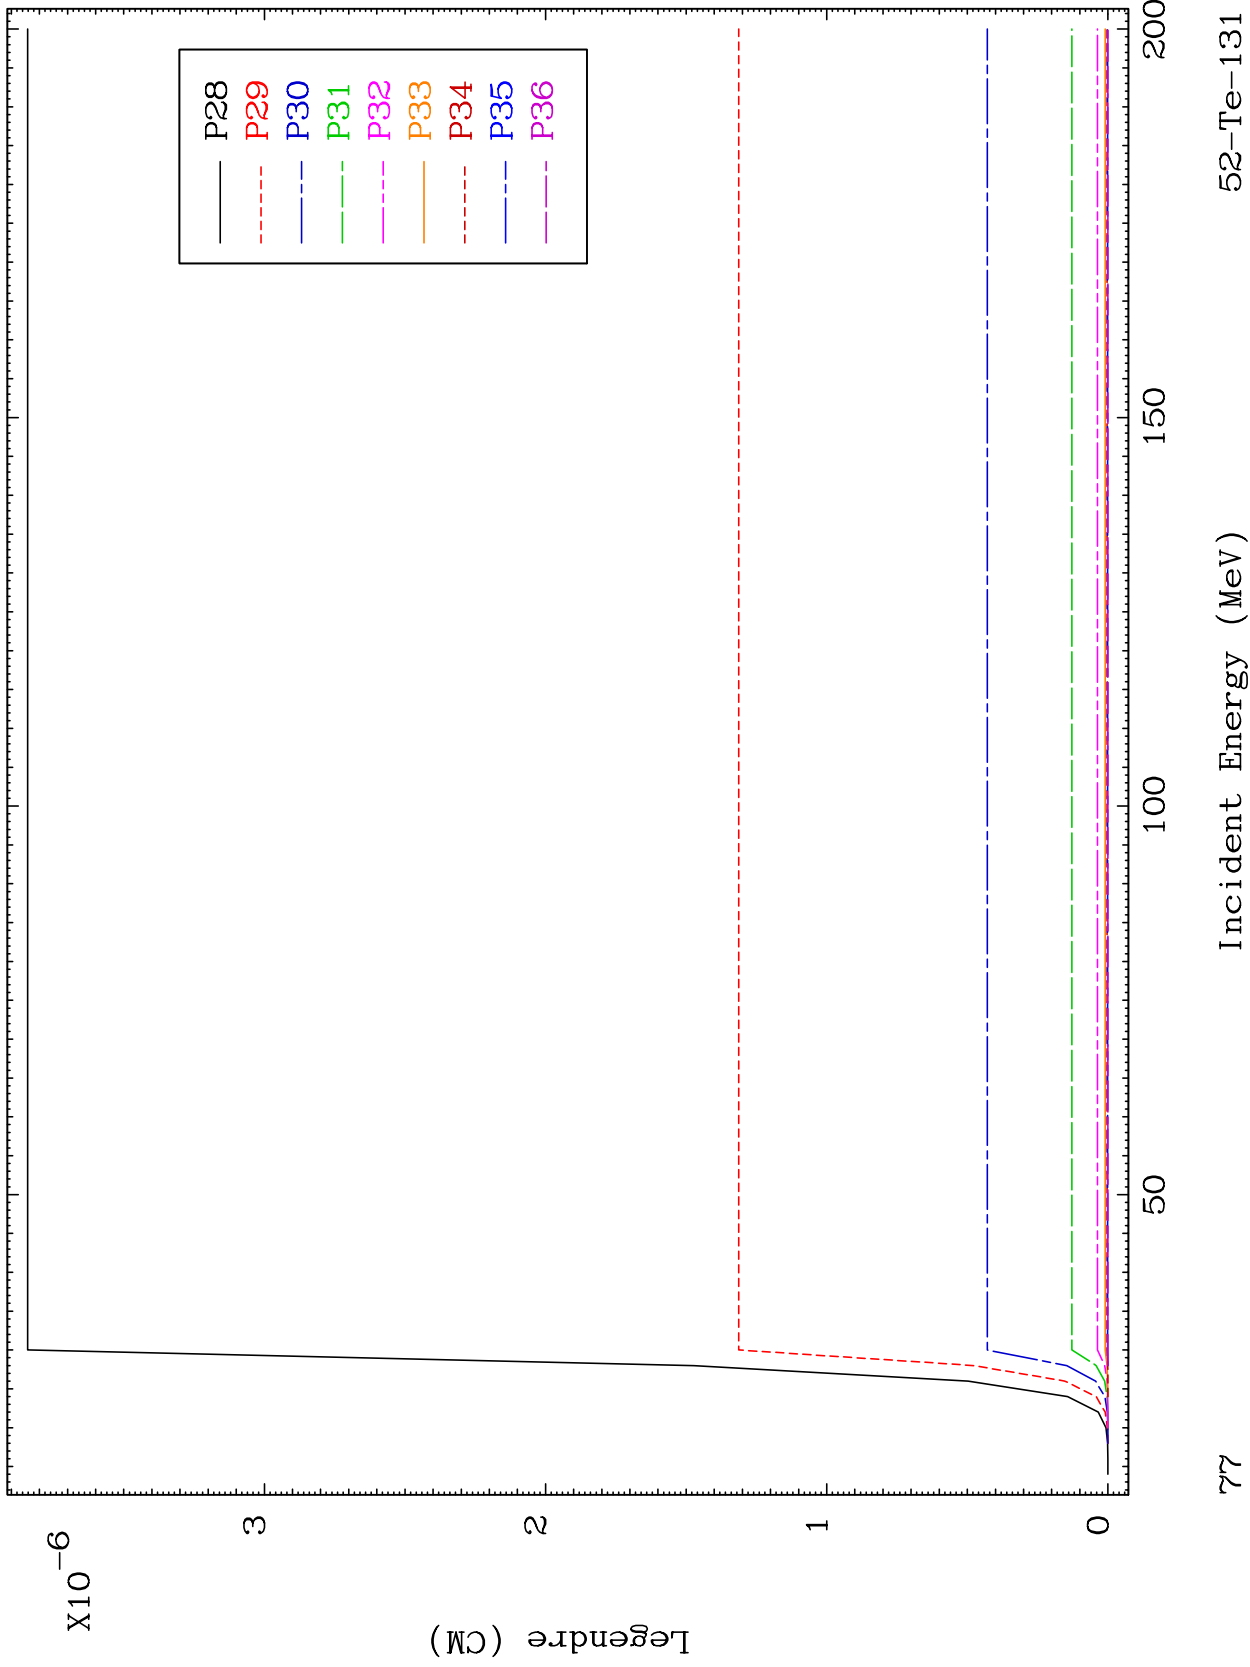 X10-6
3
2
1
0
Legendre (CM)
P28
P29
P30
P31
P32
P33
P34
P35
P36
50
100
150
200
Incident Energy (MeV)
77
52-Te-131